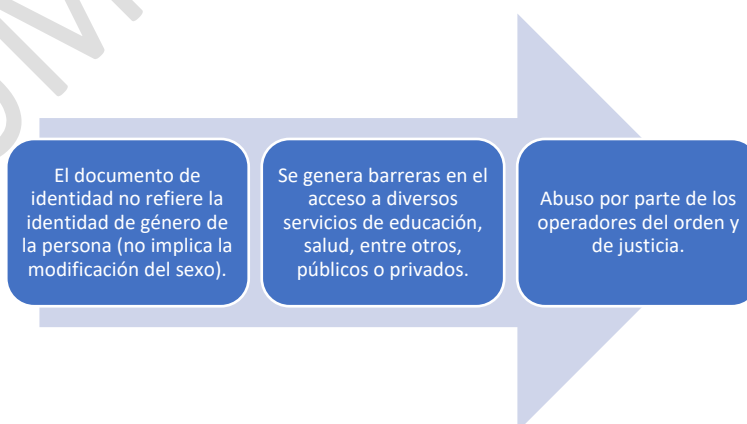 El documento de
identidad no refiere la
identidad de género de
la persona (no implica la
modificación del sexo).
Se genera barreras en el
acceso a diversos
servicios de educación,
salud, entre otros,
públicos o privados.
Abuso por parte de los
operadores del orden y
de justicia.